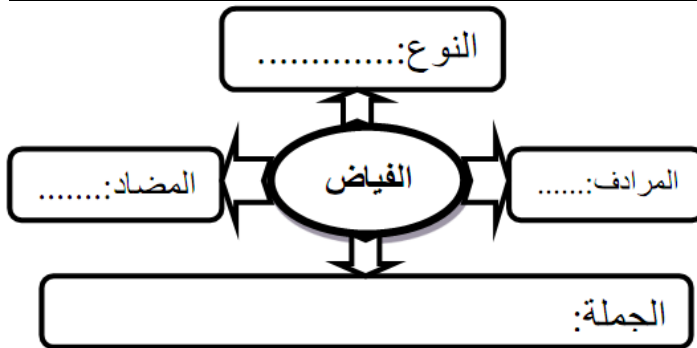 النوع:.............
المرادف:......
الفياض
المضاد:.......
الجملة: